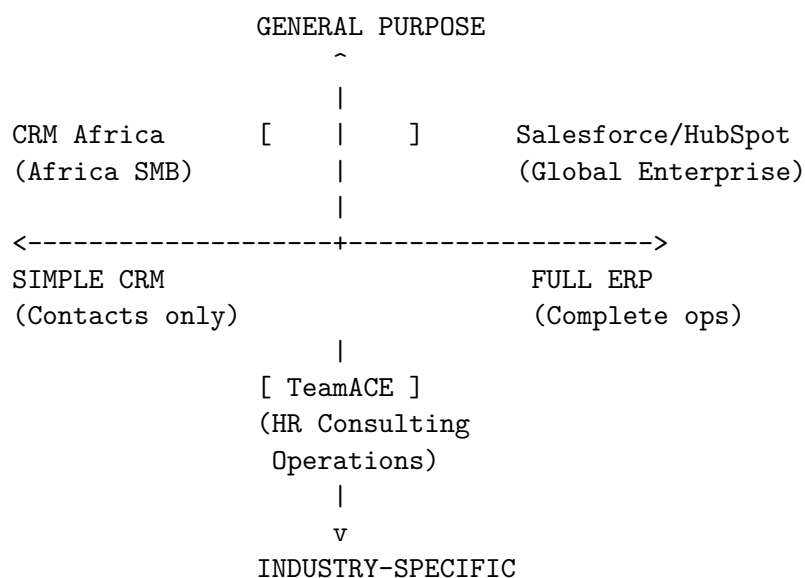 GENERAL PURPOSE
^
|
CRM Africa [ | ] Salesforce/HubSpot
(Africa SMB) | (Global Enterprise)
|
<--------------------+-------------------->
SIMPLE CRM FULL ERP
(Contacts only) (Complete ops)
|
[ TeamACE ]
(HR Consulting
Operations)
|
v
INDUSTRY-SPECIFIC